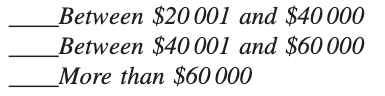 ____Between $20 001 and $40 000
____Between $40 001 and $60 000
____More than $60 000